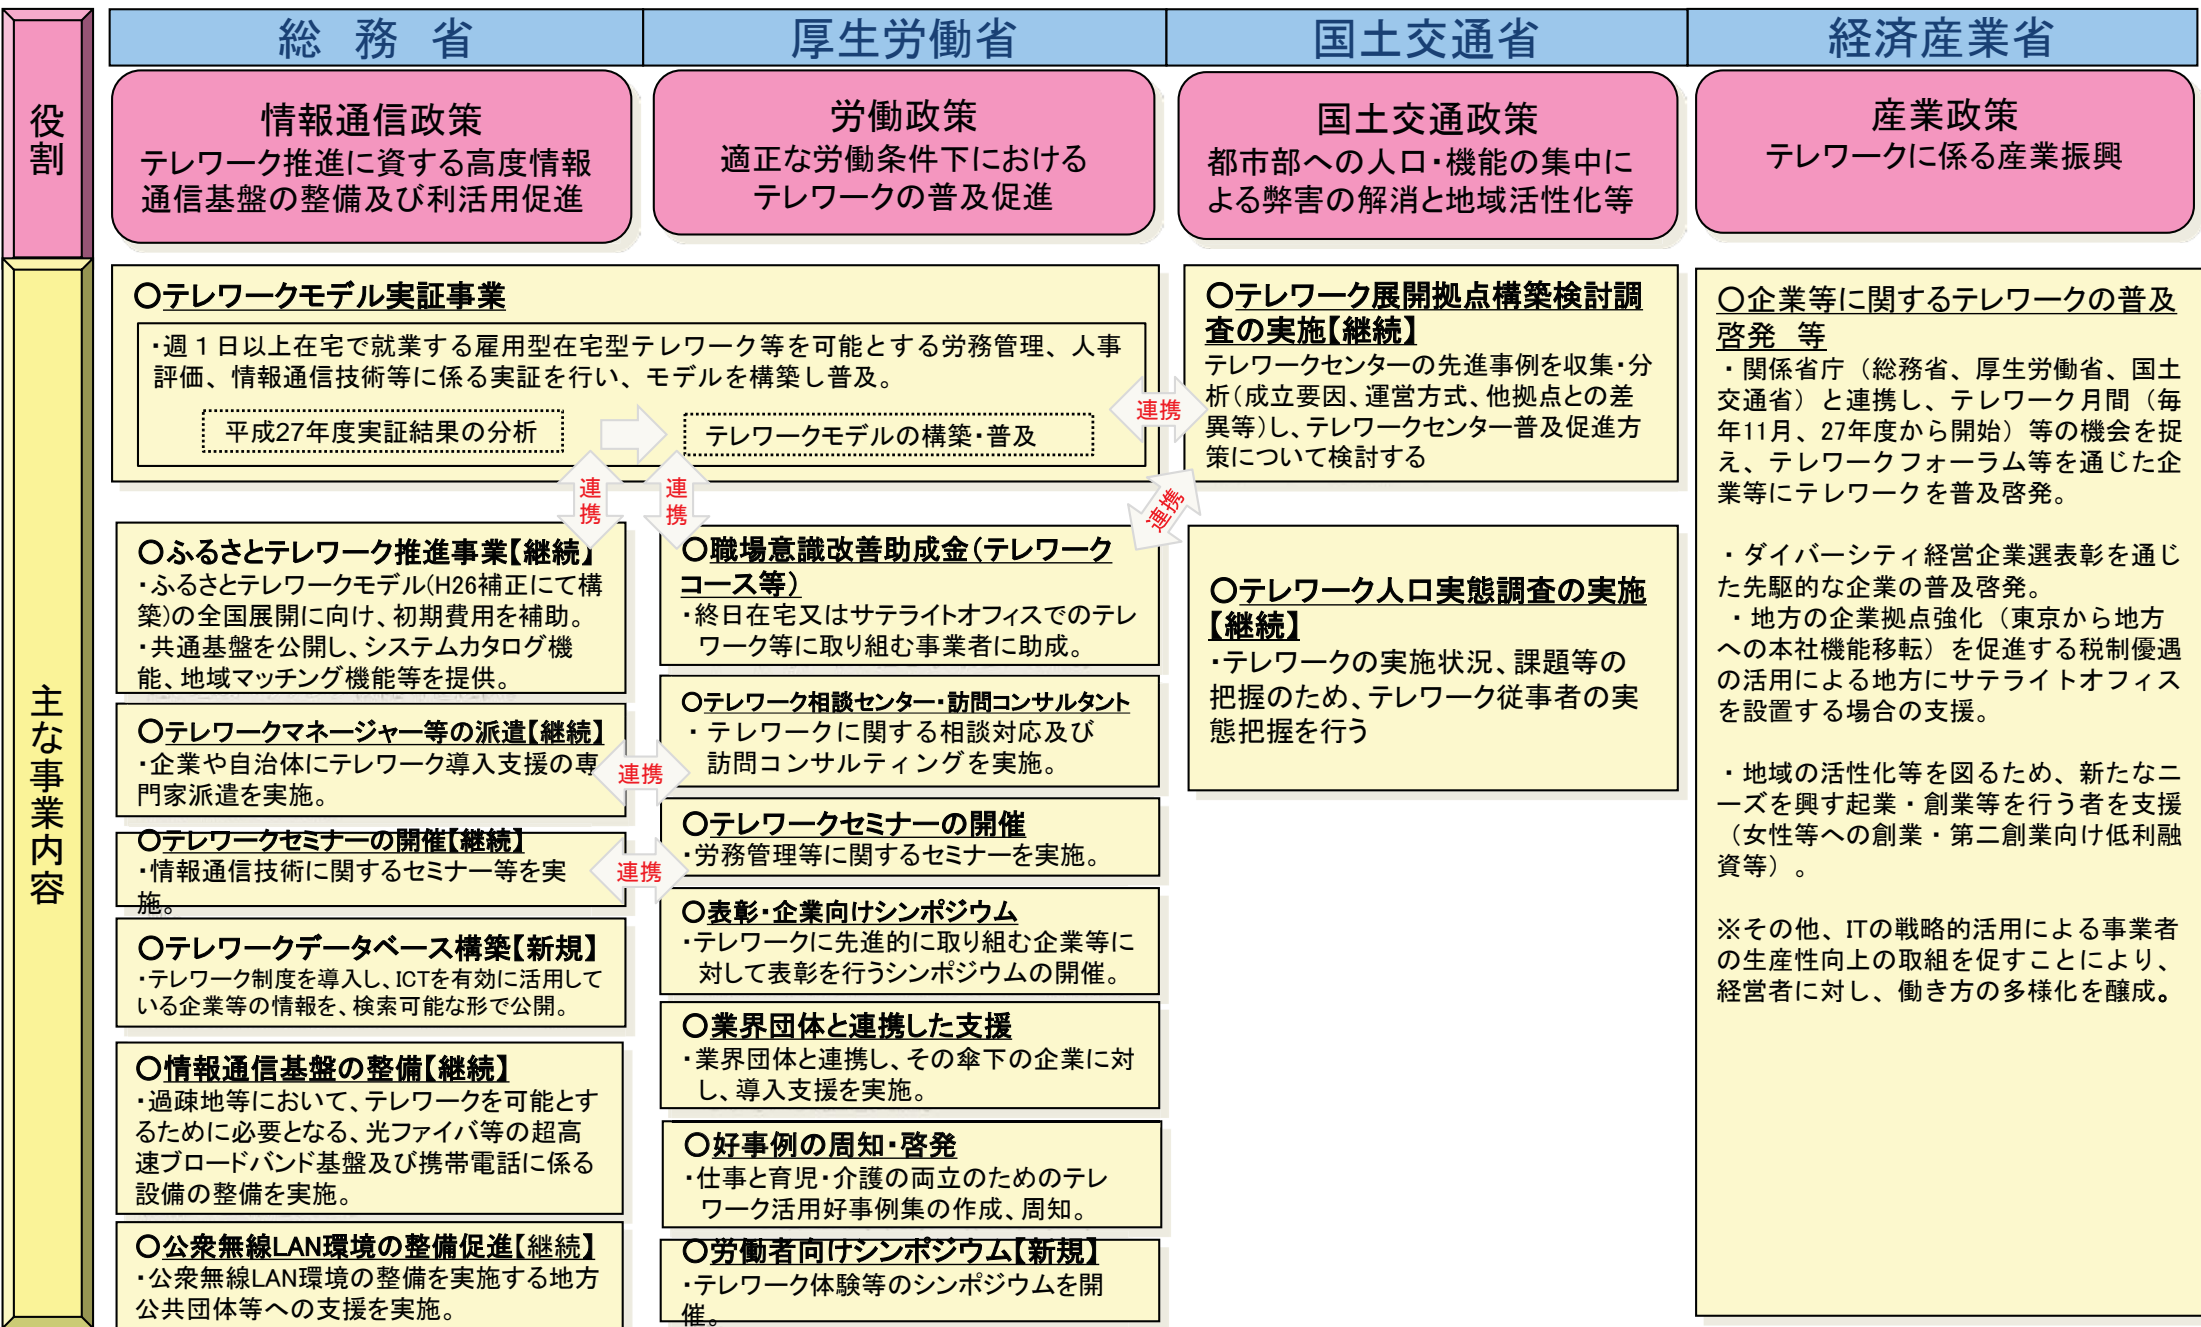 総務省
厚生労働省
国土交通省
経済産業省
役割
情報通信政策
テレワーク推進に資する高度情報
通信基盤の整備及び利活用促進
労働政策
適正な労働条件下における
テレワークの普及促進
国土交通政策
都市部への人口・機能の集中に
よる弊害の解消と地域活性化等
産業政策
テレワークに係る産業振興
主な事業内容
○テレワークモデル実証事業
・週１日以上在宅で就業する雇用型在宅型テレワーク等を可能とする労務管理、人事
評価、情報通信技術等に係る実証を行い、モデルを構築し普及。
平成27年度実証結果の分析
テレワークモデルの構築・普及
連携
連携
連携
連携
○ふるさとテレワーク推進事業【継続】
・ふるさとテレワークモデル(H26補正にて構
築)の全国展開に向け、初期費用を補助。
・共通基盤を公開し、システムカタログ機
能、地域マッチング機能等を提供。
○テレワークマネージャー等の派遣【継続】
・企業や自治体にテレワーク導入支援の専
門家派遣を実施。
連携
○テレワークセミナーの開催【継続】
・情報通信技術に関するセミナー等を実
施。
連携
○テレワークデータベース構築【新規】
・テレワーク制度を導入し、ICTを有効に活用して
いる企業等の情報を、検索可能な形で公開。
○情報通信基盤の整備【継続】
・過疎地等において、テレワークを可能とす
るために必要となる、光ファイバ等の超高
速ブロードバンド基盤及び携帯電話に係る
設備の整備を実施。
○公衆無線LAN環境の整備促進【継続】
・公衆無線LAN環境の整備を実施する地方
公共団体等への支援を実施。
○職場意識改善助成金（テレワーク
コース等）
・終日在宅又はサテライトオフィスでのテレ
ワーク等に取り組む事業者に助成。
○テレワーク相談センター・訪問コンサルタント
・テレワークに関する相談対応及び
訪問コンサルティングを実施。
○テレワークセミナーの開催
・労務管理等に関するセミナーを実施。
○表彰・企業向けシンポジウム
・テレワークに先進的に取り組む企業等に
対して表彰を行うシンポジウムの開催。
○業界団体と連携した支援
・業界団体と連携し、その傘下の企業に対
し、導入支援を実施。
○好事例の周知・啓発
・仕事と育児・介護の両立のためのテレ
ワーク活用好事例集の作成、周知。
○労働者向けシンポジウム【新規】
・テレワーク体験等のシンポジウムを開
催。
○テレワーク展開拠点構築検討調
査の実施【継続】
テレワークセンターの先進事例を収集・分
析（成立要因、運営方式、他拠点との差
異等）し、テレワークセンター普及促進方
策について検討する
○テレワーク人口実態調査の実施
【継続】
・テレワークの実施状況、課題等の
把握のため、テレワーク従事者の実
態把握を行う
○企業等に関するテレワークの普及
啓発 等
・関係省庁（総務省、厚生労働省、国土
交通省）と連携し、テレワーク月間（毎
年11月、27年度から開始）等の機会を捉
え、テレワークフォーラム等を通じた企
業等にテレワークを普及啓発。
・ダイバーシティ経営企業選表彰を通じ
た先駆的な企業の普及啓発。
・地方の企業拠点強化（東京から地方
への本社機能移転）を促進する税制優遇
の活用による地方にサテライトオフィス
を設置する場合の支援。
・地域の活性化等を図るため、新たなニ
ーズを興す起業・創業等を行う者を支援
（女性等への創業・第二創業向け低利融
資等）。
※その他、ITの戦略的活用による事業者
の生産性向上の取組を促すことにより、
経営者に対し、働き方の多様化を醸成。